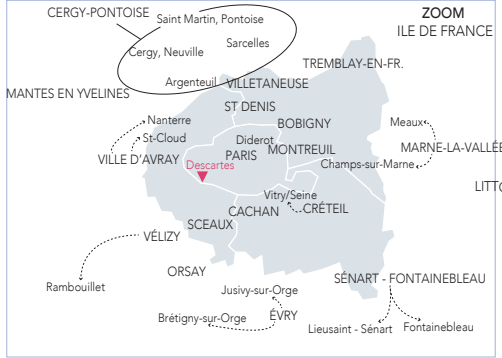 CERGY-PONTOISE
ZOOM
Saint Martin, Pontoise
ILE DE FRANCE
Sarcelles
Cergy, Neuville
TREMBLAY-EN-FR.
Argenteuil
VILLETANEUSE
MANTES EN YVELINES
ST DENIS
Nanterre
BOBIGNY
Meaux
St-Cloud
Diderot
MONTREUIL
MARNE-LA-VALLÉE
VILLE D'AVRAY
PARIS
Descartes
Champs-sur-Marne
LITTO
Vitry/Seine
CACHAN
CRÉTEIL
SCEAUX
VÉLIZY
ORSAY
SÉNART - FONTAINEBLEAU
Rambouillet
Jusivy-sur-Orge
Brétigny-sur-Orge
ÉVRY
Lieusaint - Sénart
Fontainebleau